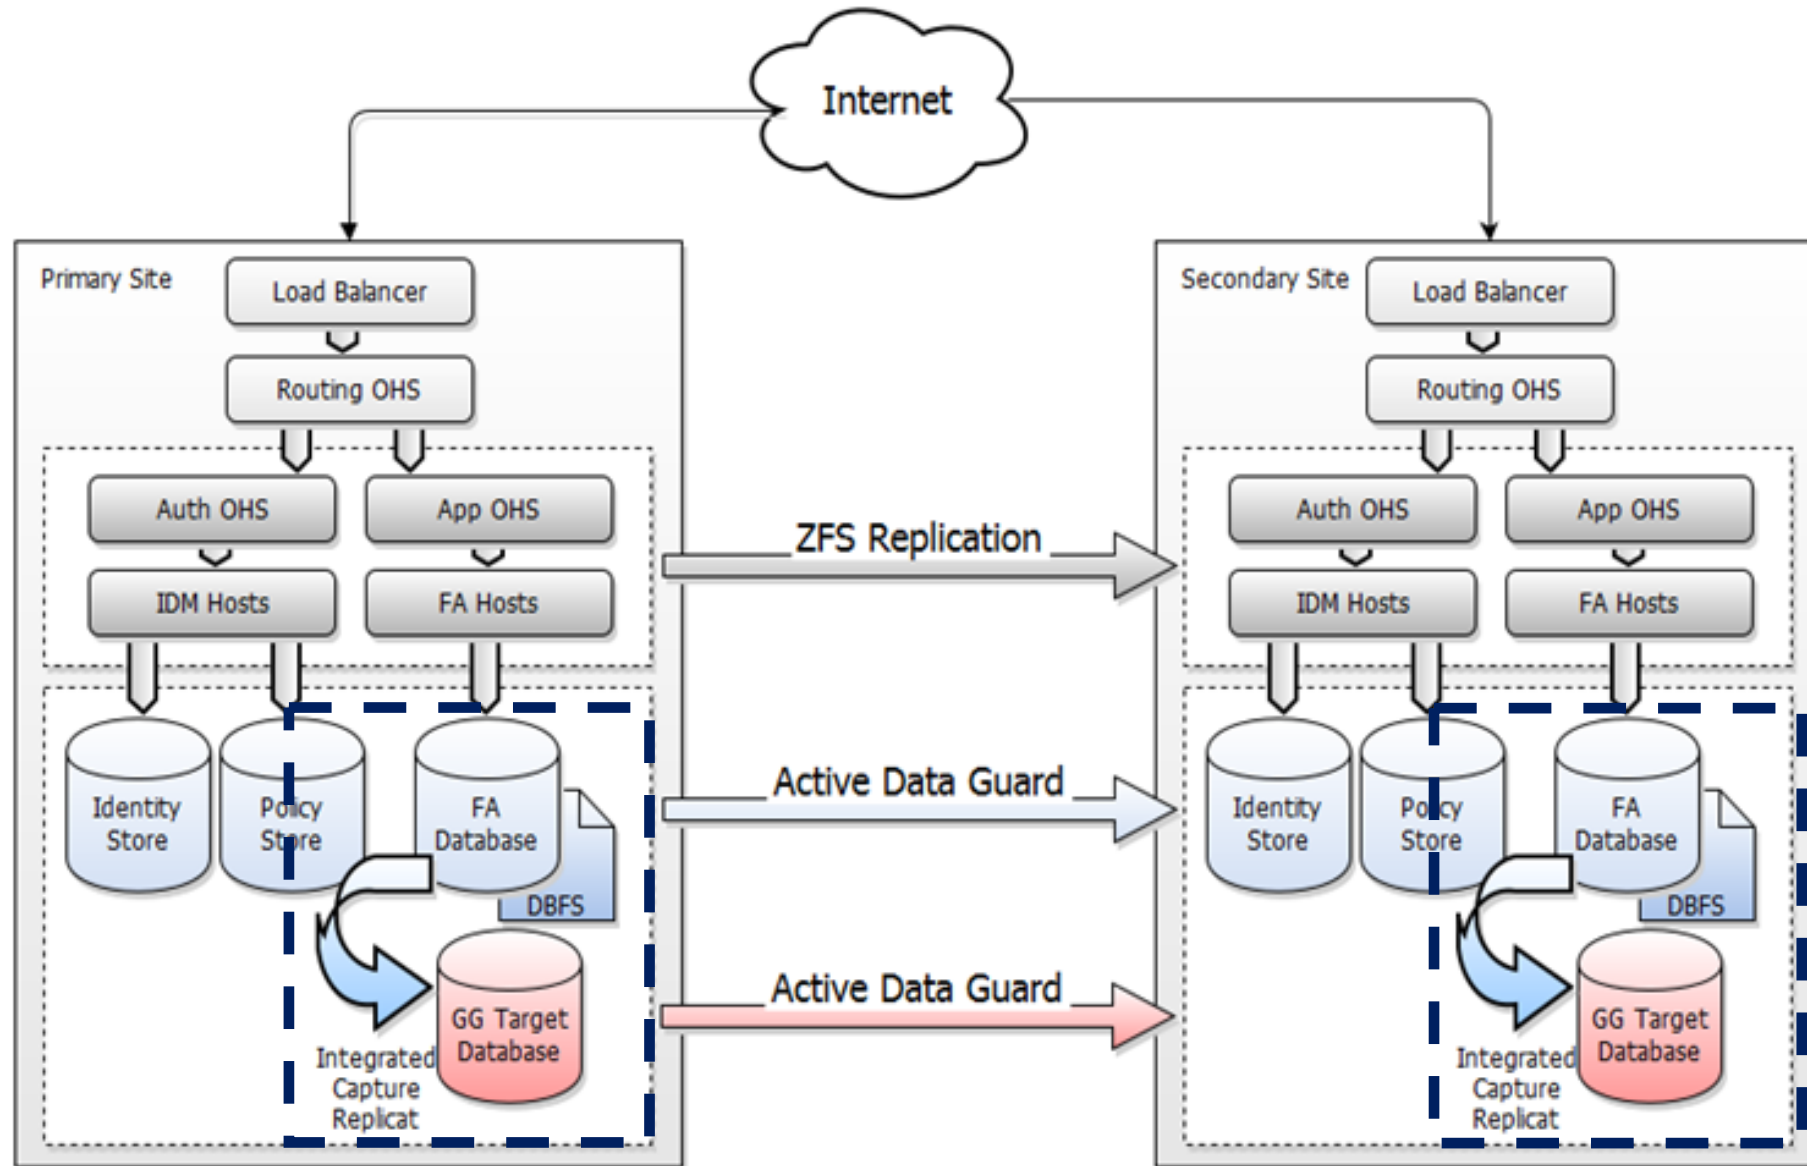 Internet
Primary Site
Load Balancer
Routing OHS
Auth OHS
App OHS
IDM Hosts
FA Hosts
Identity
Store
Policy
Store
FA
Database
DBFS
GG Target
Database
Integrated
Capture
Replicat
ZFS Replication
Active Data Guard
Active Data Guard
Secondary Site
Load Balancer
Routing OHS
Auth OHS
App OHS
IDM Hosts
FA Hosts
Identity
Store
Policy
Store
FA
Database
DBFS
GG Target
Database
Integrated
Capture
Replicat